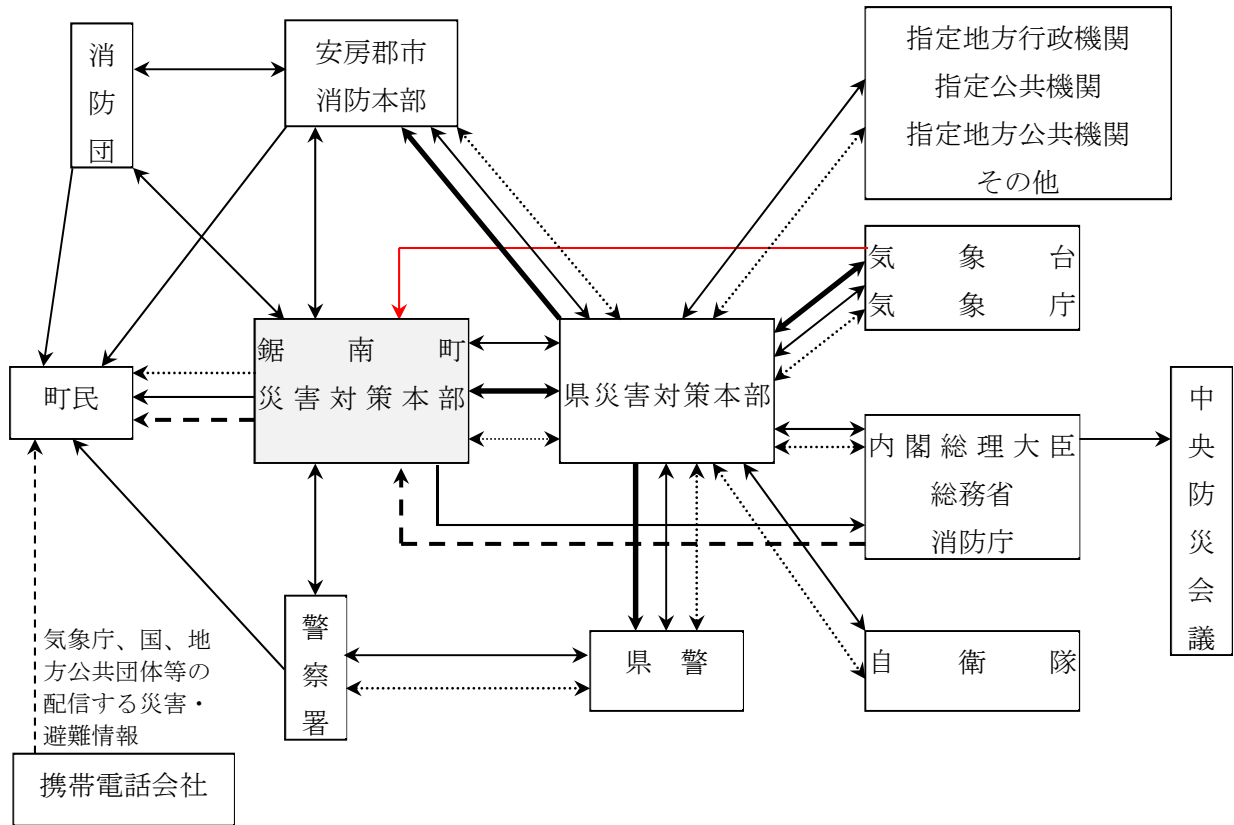 消防団
安房郡市
消防本部
指定地方行政機関
指定公共機関
指定地方公共機関
その他
気象台
気象庁
鋸南町
災害対策本部
県災害対策本部
町民
内閣総理大臣
総務省
消防庁
中央防災会議
警察署
県警
自衛隊
気象庁、国、地
方公共団体等の
配信する災害・
避難情報
携帯電話会社